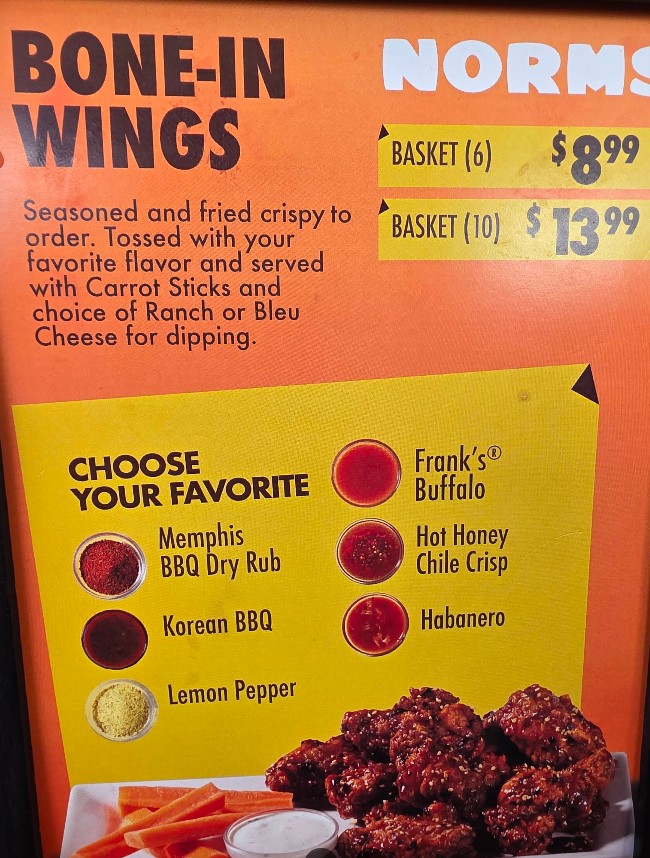 BONE-IN
WINGS
Seasoned and fried crispy to
order. Tossed with your
favorite flavor and served
with Carrot Sticks and
choice of Ranch or Bleu
Cheese for dipping.
NORMS
BASKET (6) $8.99
BASKET (10) $13.99
CHOOSE
YOUR FAVORITE
Memphis
BBQ Dry Rub
Korean BBQ
Lemon Pepper
Frank's®
Buffalo
Hot Honey
Chile Crisp
Habanero